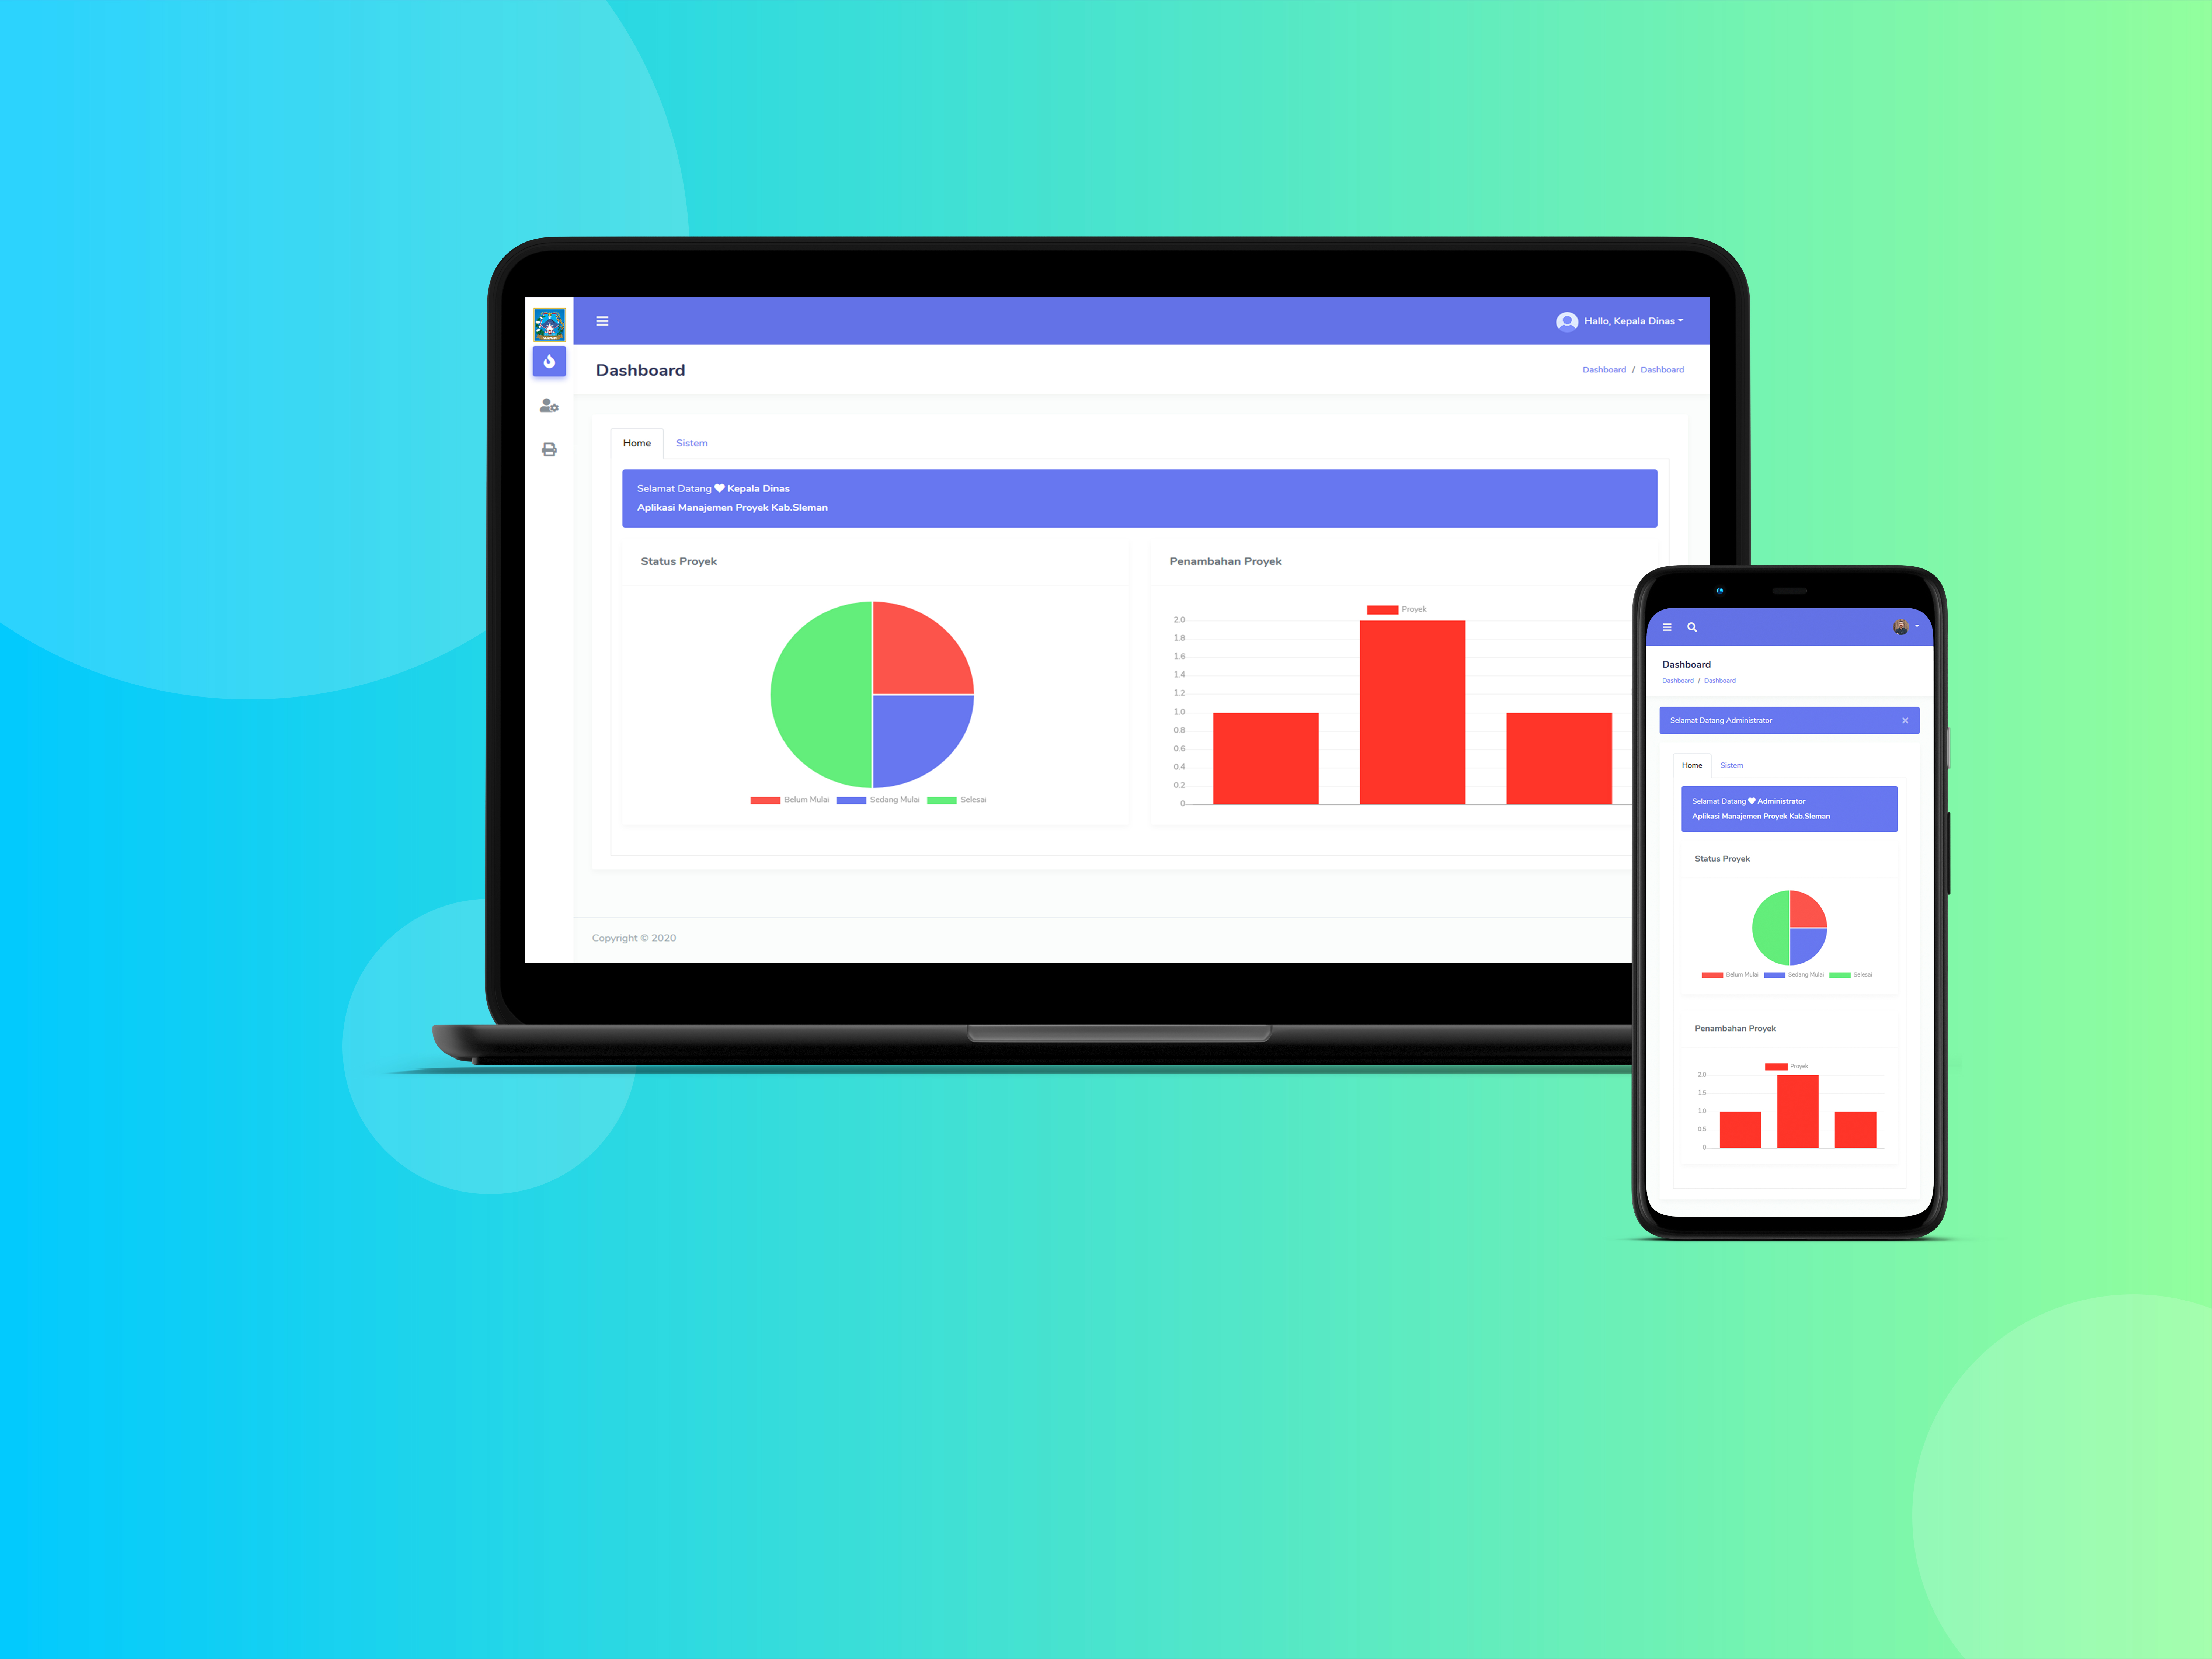 Hallo, Kepala Dinas
Dashboard
Dashboard / Dashboard
Home Sistem
Selamat Datang Kepala Dinas
Aplikasi Manajemen Proyek Kab.Sleman
Status Proyek
Belum Mulai Sedang Mulai Selesai
Penambahan Proyek
Proyek
2.0
1.8
1.6
1.4
1.2
1.0
0.8
0.6
0.4
0.2
0
Copyright © 2020
Dashboard
Dashboard / Dashboard
Selamat Datang Administrator
Home Sistem
Selamat Datang Administrator
Aplikasi Manajemen Proyek Kab.Sleman
Status Proyek
Belum Mulai Sedang Mulai Selesai
Penambahan Proyek
Proyek
2.0
1.5
1.0
0.5
0